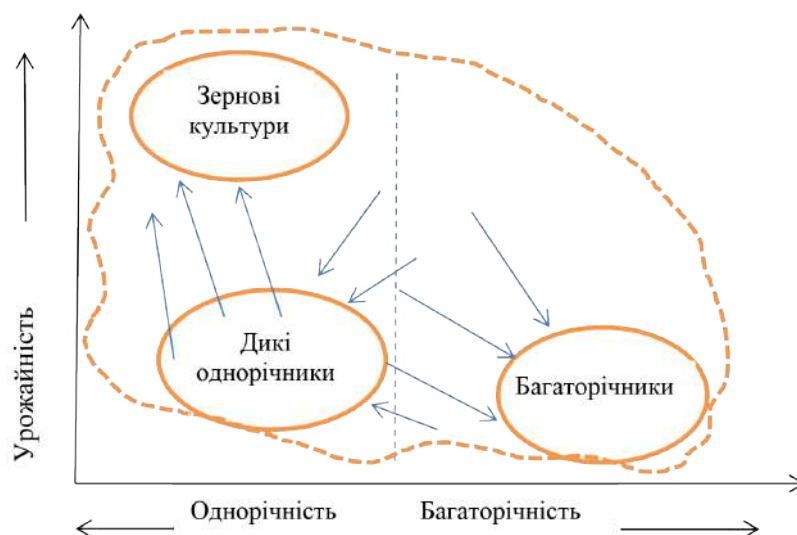 Зернові
культури
Дикі
однорічники
Багаторічники
Урожайність
Однорічність
Багаторічність